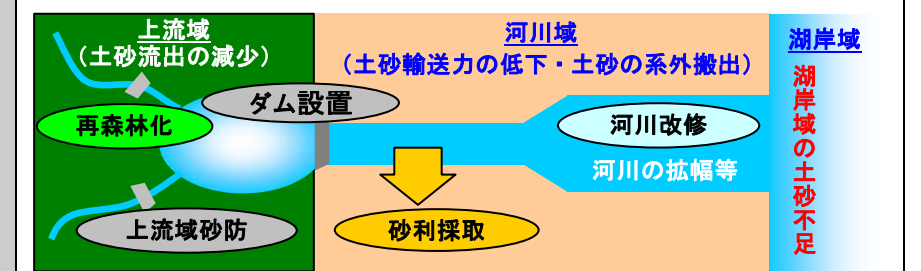 上流域
（土砂流出の減少）
河川域
（土砂輸送力の低下・土砂の系外搬出）
湖岸域
ダム設置
再森林化
河川改修
河川の拡幅等
上流域砂防
砂利採取
湖岸域の土砂不足